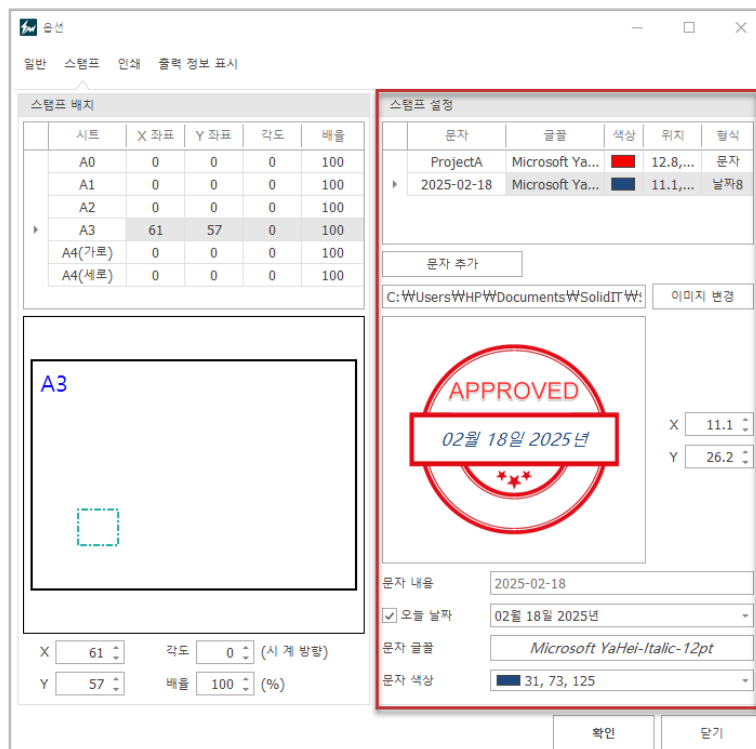 옵션
일반 스탬프 인쇄 출력 정보 표시
스탬프 배치
시트 X 좌표 Y 좌표 각도 배율
A0 0 0 0 100
A1 0 0 0 100
A2 0 0 0 100
A3 61 57 0 100
A4(가로) 0 0 0 100
A4(세로) 0 0 0 100
A3
X 61 각도 0 (시 계 방향)
Y 57 배율 100 (%)
스탬프 설정
문자 글꼴 색상 위치 형식
ProjectA Microsoft Ya... 12.8,... 문자
2025-02-18 Microsoft Ya... 11.1,... 날짜8
문자 추가
C:₩Users₩HP₩Documents₩SolidIT₩S 이미지 변경
APPROVED
02월 18일 2025년
X 11.1
Y 26.2
문자 내용 2025-02-18
오늘 날짜 02월 18일 2025년
문자 글꼴 Microsoft YaHei-Italic-12pt
문자 색상 31, 73, 125
확인 닫기